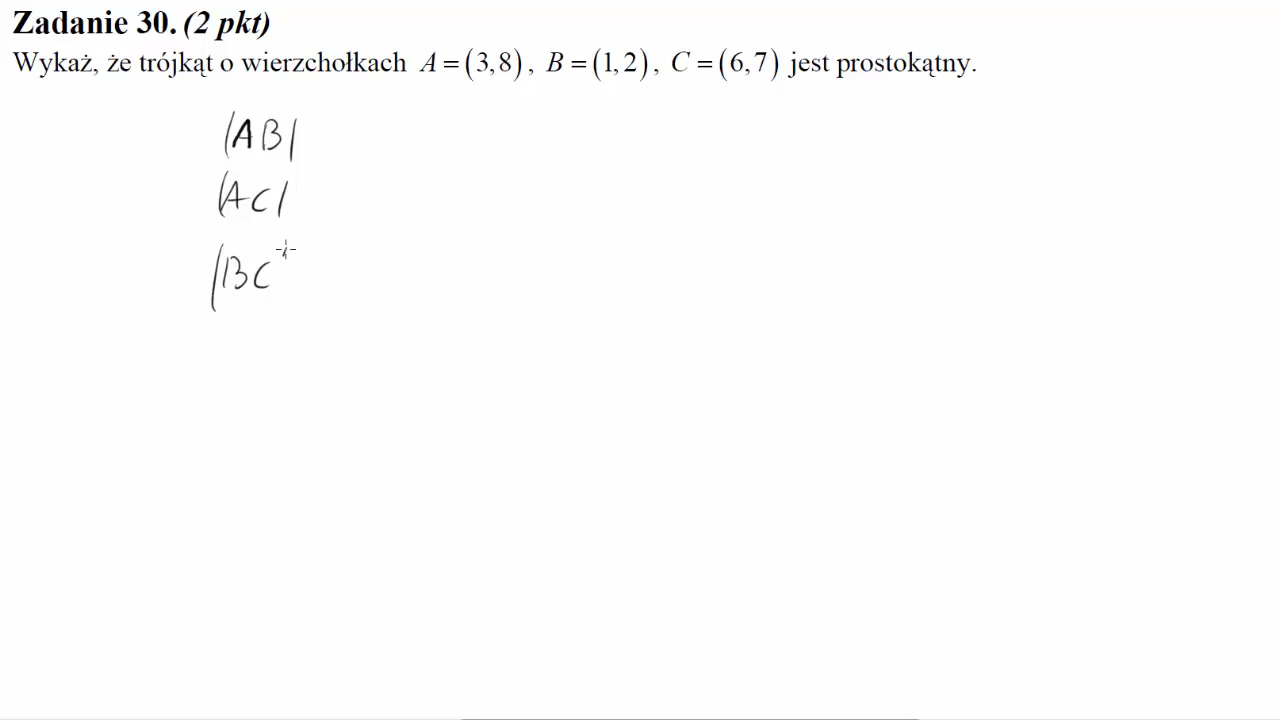 Zadanie 30. (2 pkt)
Wykaż, że trójkąt o wierzchołkach A = (3,8), B = (1,2), C = (6,7) jest prostokątny.
|AB|
|AC|
|BC